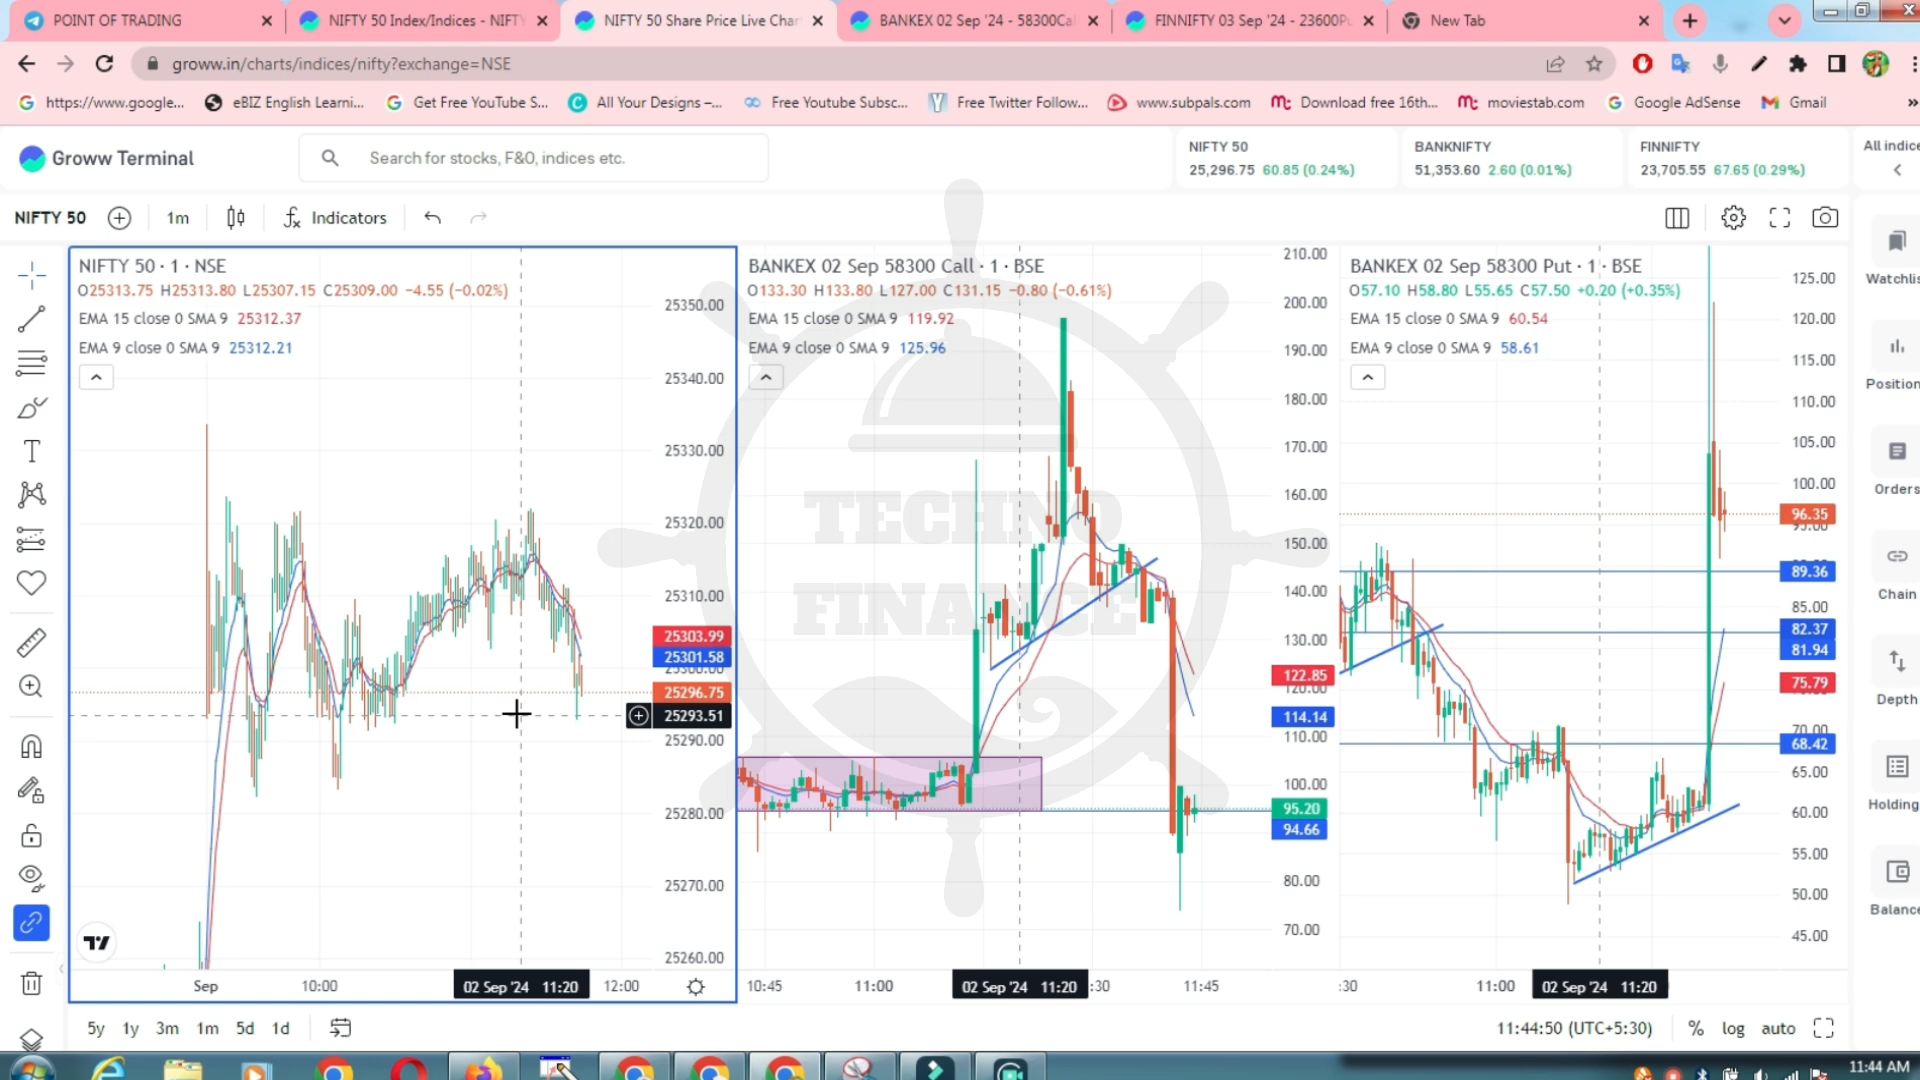 POINT OF TRADING
NIFTY 50 Index/Indices - NIFTY
NIFTY 50 Share Price Live Char
BANKEX 02 Sep '24 - 58300Ca
FINNIFTY 03 Sep '24 - 23600P
New Tab
groww.in/charts/indices/nifty?exchange=NSE
https://www.google...
eBIZ English Learni...
Get Free YouTube S...
All Your Designs –...
Free Youtube Subsc...
Free Twitter Follow...
www.subpals.com
Download free 16th...
moviestab.com
Google AdSense
Gmail
»
Groww Terminal
Search for stocks, F&O, indices etc.
NIFTY 50
25,296.75 60.85 (0.24%)
BANKNIFTY
51,353.60 2.60 (0.01%)
FINNIFTY
23,705.55 67.65 (0.29%)
All indice
NIFTY 50
1m
Indicators
NIFTY 50 · 1 · NSE
O25313.75 H25313.80 L25307.15 C25309.00 −4.55 (−0.02%)
EMA 15 close 0 SMA 9 25312.37
EMA 9 close 0 SMA 9 25312.21
25350.00
25340.00
25330.00
25320.00
25310.00
25303.99
25301.58
25300.00
25296.75
25293.51
25290.00
25280.00
25270.00
25260.00
Sep
10:00
02 Sep '24 11:20
12:00
BANKEX 02 Sep 58300 Call · 1 · BSE
O133.30 H133.80 L127.00 C131.15 −0.80 (−0.61%)
EMA 15 close 0 SMA 9 119.92
EMA 9 close 0 SMA 9 125.96
210.00
200.00
190.00
180.00
170.00
160.00
150.00
140.00
130.00
122.85
120.00
114.14
110.00
100.00
95.20
94.66
80.00
70.00
10:45
11:00
02 Sep '24 11:20
:30
11:45
BANKEX 02 Sep 58300 Put · 1 · BSE
O57.10 H58.80 L55.65 C57.50 +0.20 (+0.35%)
EMA 15 close 0 SMA 9 60.54
EMA 9 close 0 SMA 9 58.61
125.00
120.00
115.00
110.00
105.00
100.00
96.35
95.00
89.36
85.00
82.37
81.94
75.79
70.00
68.42
65.00
60.00
55.00
50.00
45.00
:30
11:00
02 Sep '24 11:20
TECHNO
FINANCE
Watchlis
Position
Orders
Chain
Depth
Holding
Balance
5y
1y
3m
1m
5d
1d
11:44:50 (UTC+5:30)
%
log
auto
11:44 AM